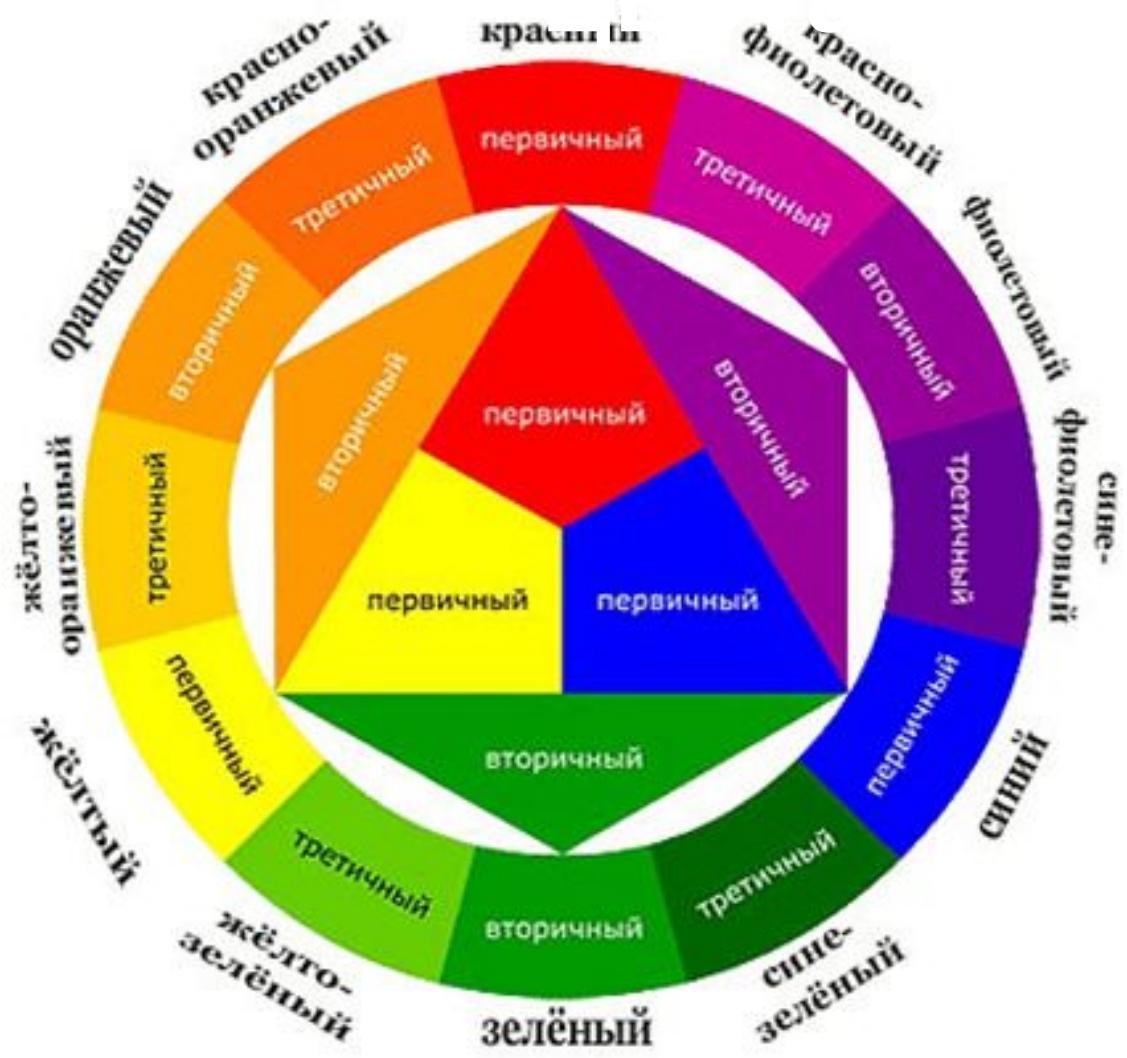 красный
красно-
фиолетовый
фиолетовый
сине-
фиолетовый
синий
сине-
зелёный
зелёный
жёлто-
зелёный
жёлтый
жёлто-
оранжевый
оранжевый
красно-
оранжевый
первичный
третичный
вторичный
третичный
первичный
третичный
вторичный
третичный
первичный
третичный
вторичный
третичный
первичный
вторичный
вторичный
первичный
первичный
вторичный